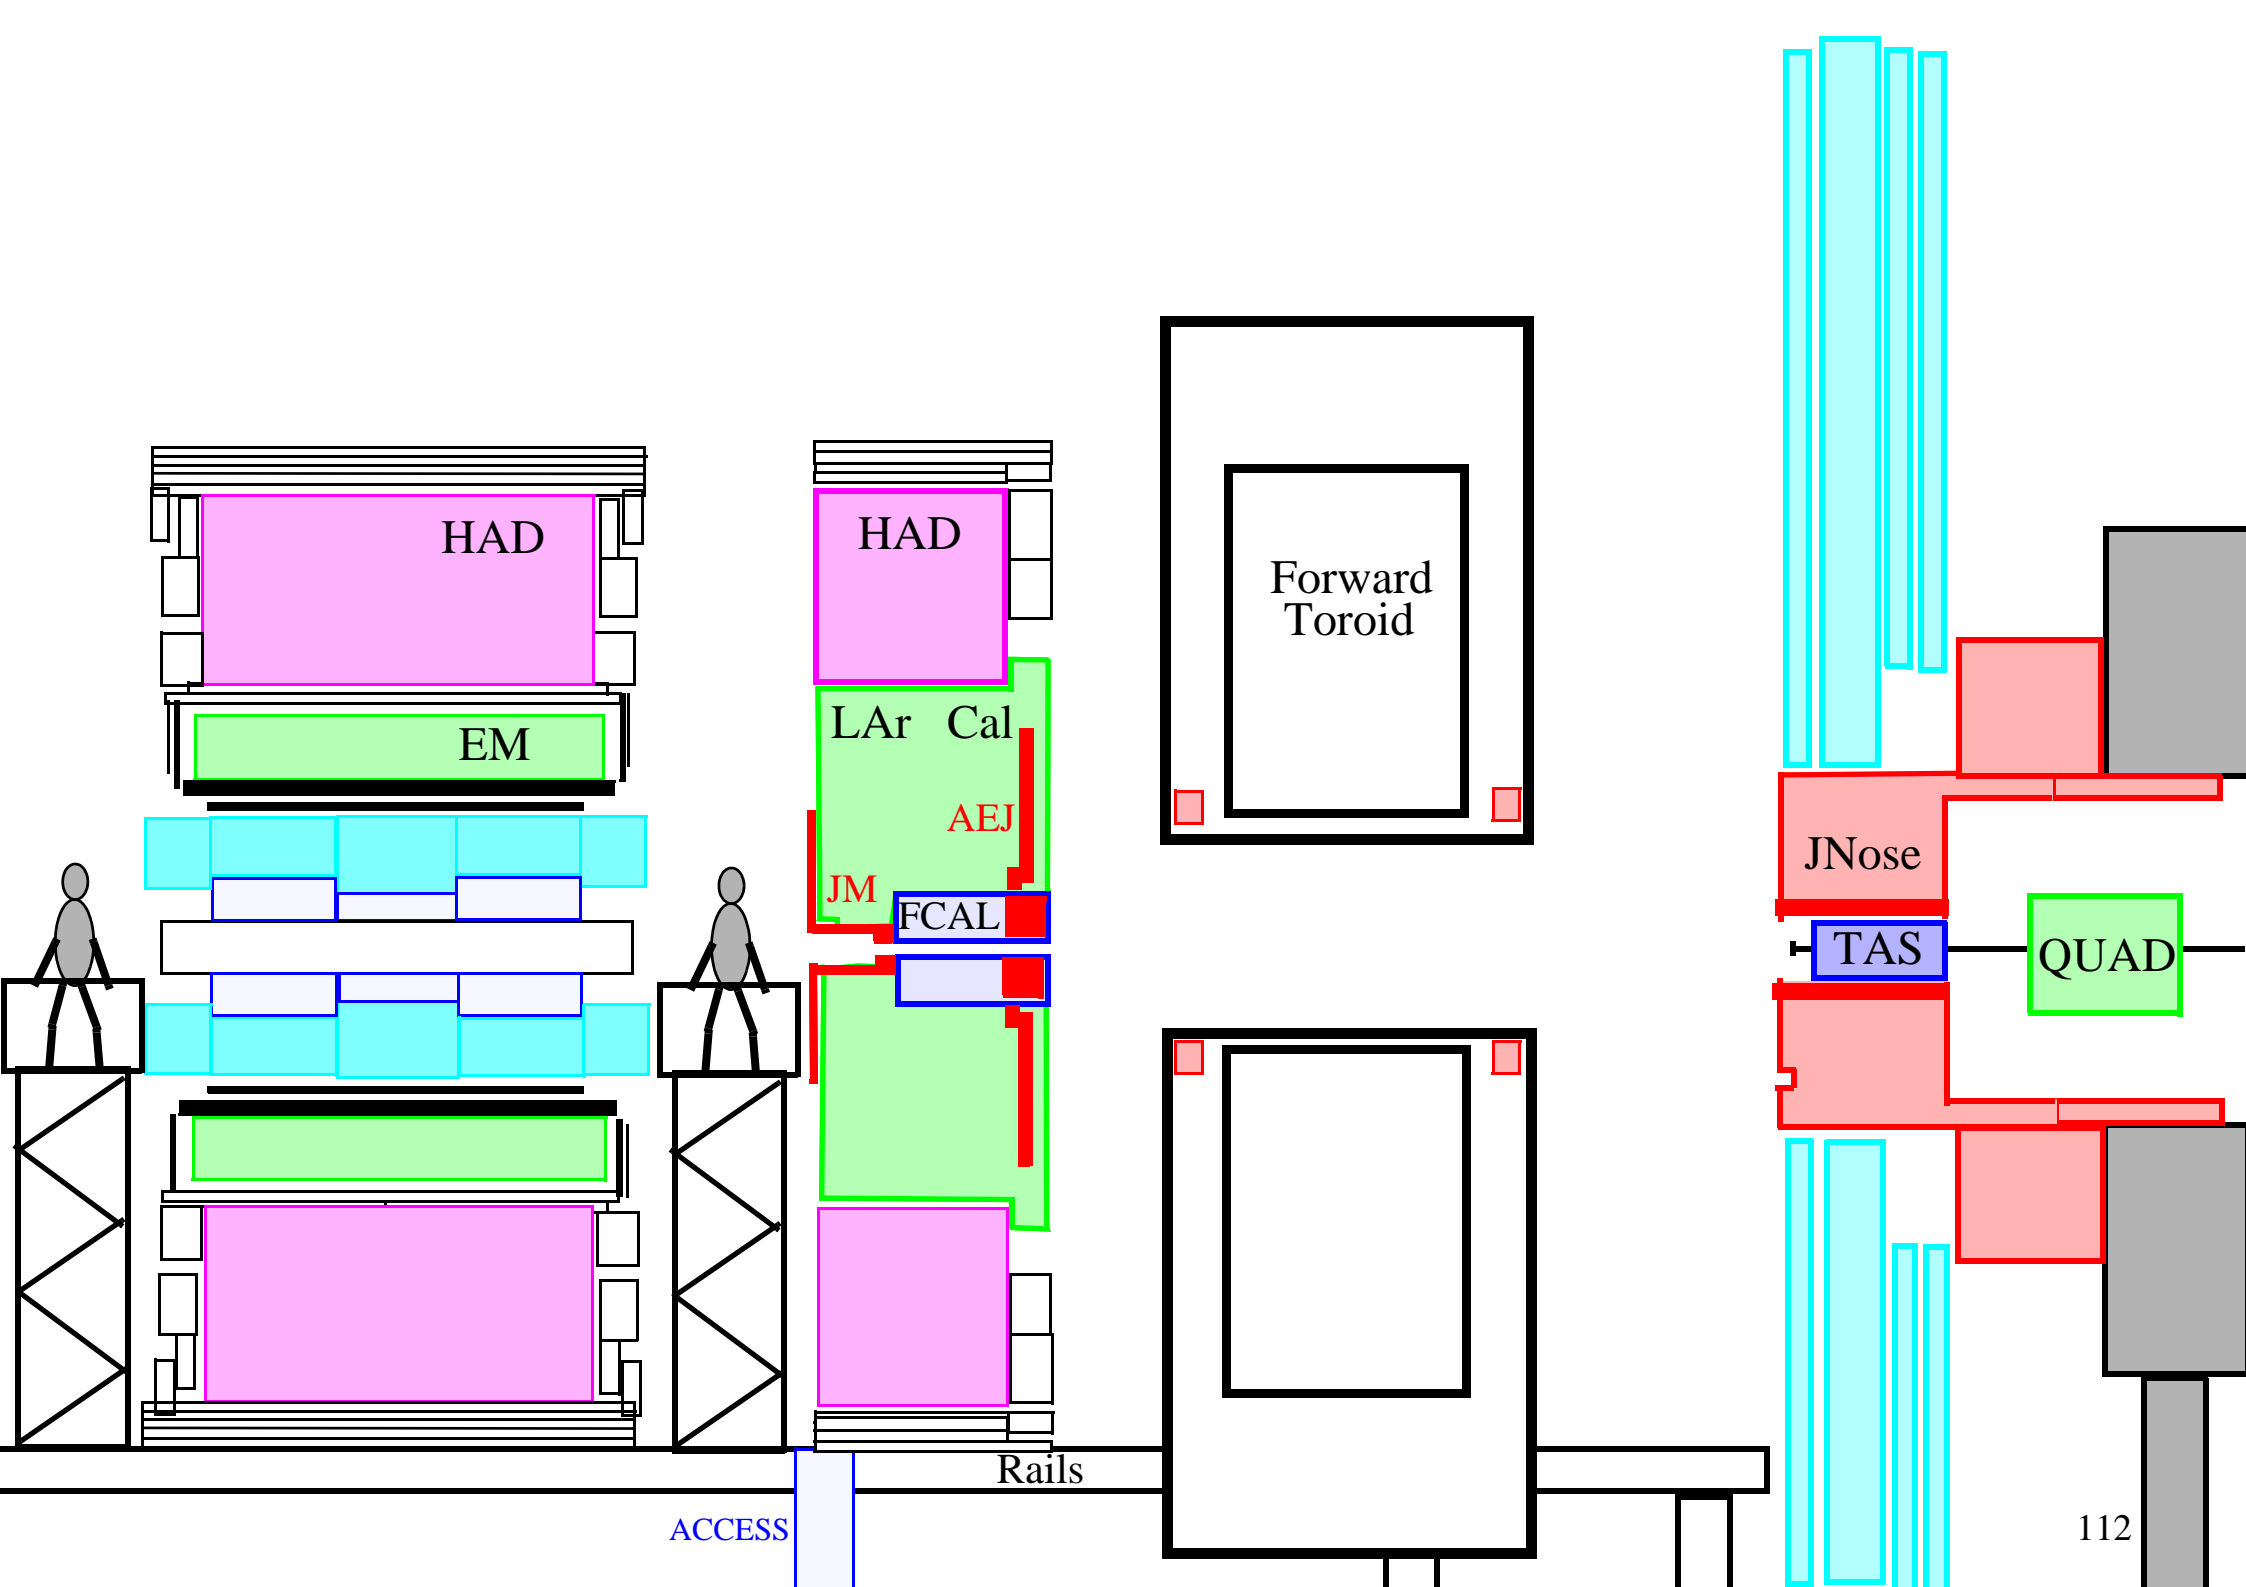 HAD
HAD
Forward
Toroid
EM
LAr Cal
AEJ
JM
FCAL
JNose
TAS
QUAD
Rails
ACCESS
112